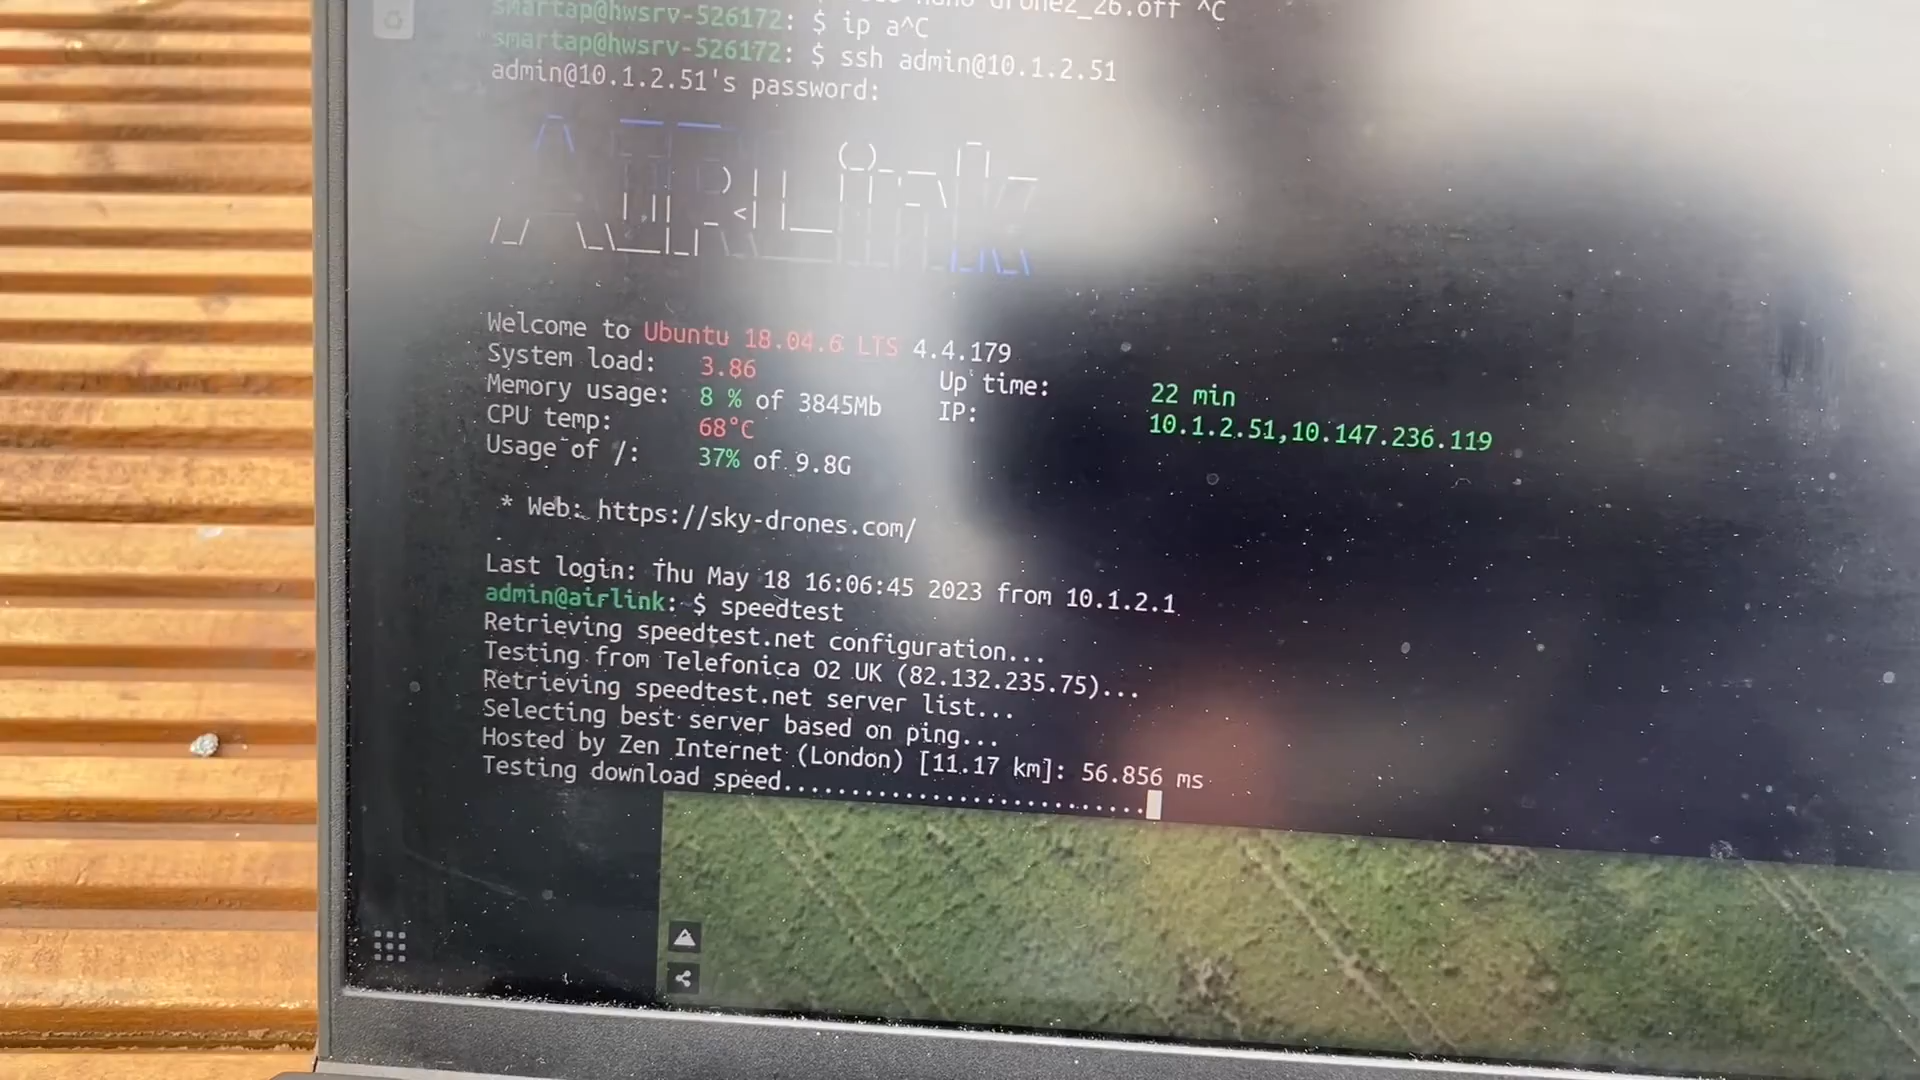 drone2_26.off ^C
smartap@hwsrv-526172: $ ip a^C
smartap@hwsrv-526172: $ ssh admin@10.1.2.51
admin@10.1.2.51's password:
AIRLink
Welcome to Ubuntu 18.04.6 LTS 4.4.179
System load: 3.86 Up time: 22 min
Memory usage: 8 % of 3845Mb IP: 10.1.2.51,10.147.236.119
CPU temp: 68°C
Usage of /: 37% of 9.8G
* Web: https://sky-drones.com/
Last login: Thu May 18 16:06:45 2023 from 10.1.2.1
admin@airlink: $ speedtest
Retrieving speedtest.net configuration...
Testing from Telefonica O2 UK (82.132.235.75)...
Retrieving speedtest.net server list...
Selecting best server based on ping...
Hosted by Zen Internet (London) [11.17 km]: 56.856 ms
Testing download speed...........................